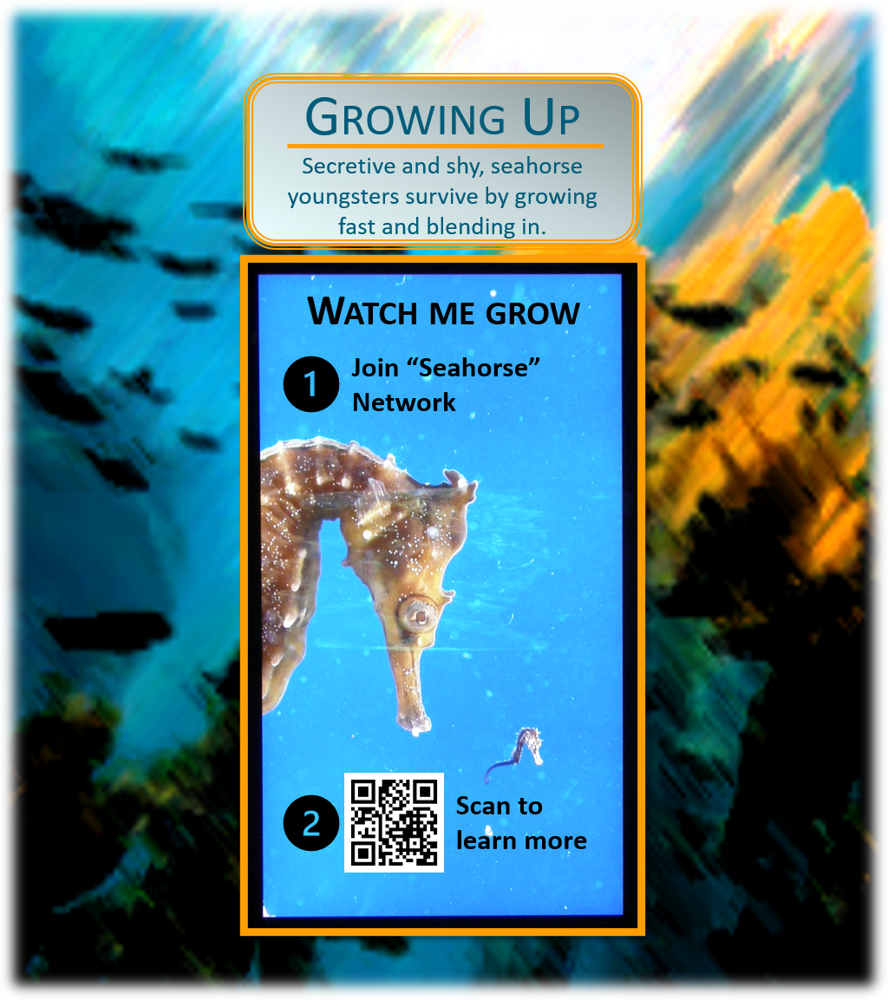 Growing Up
Secretive and shy, seahorse
youngsters survive by growing
fast and blending in.
Watch me grow
1
Join “Seahorse”
Network
2
Scan to
learn more